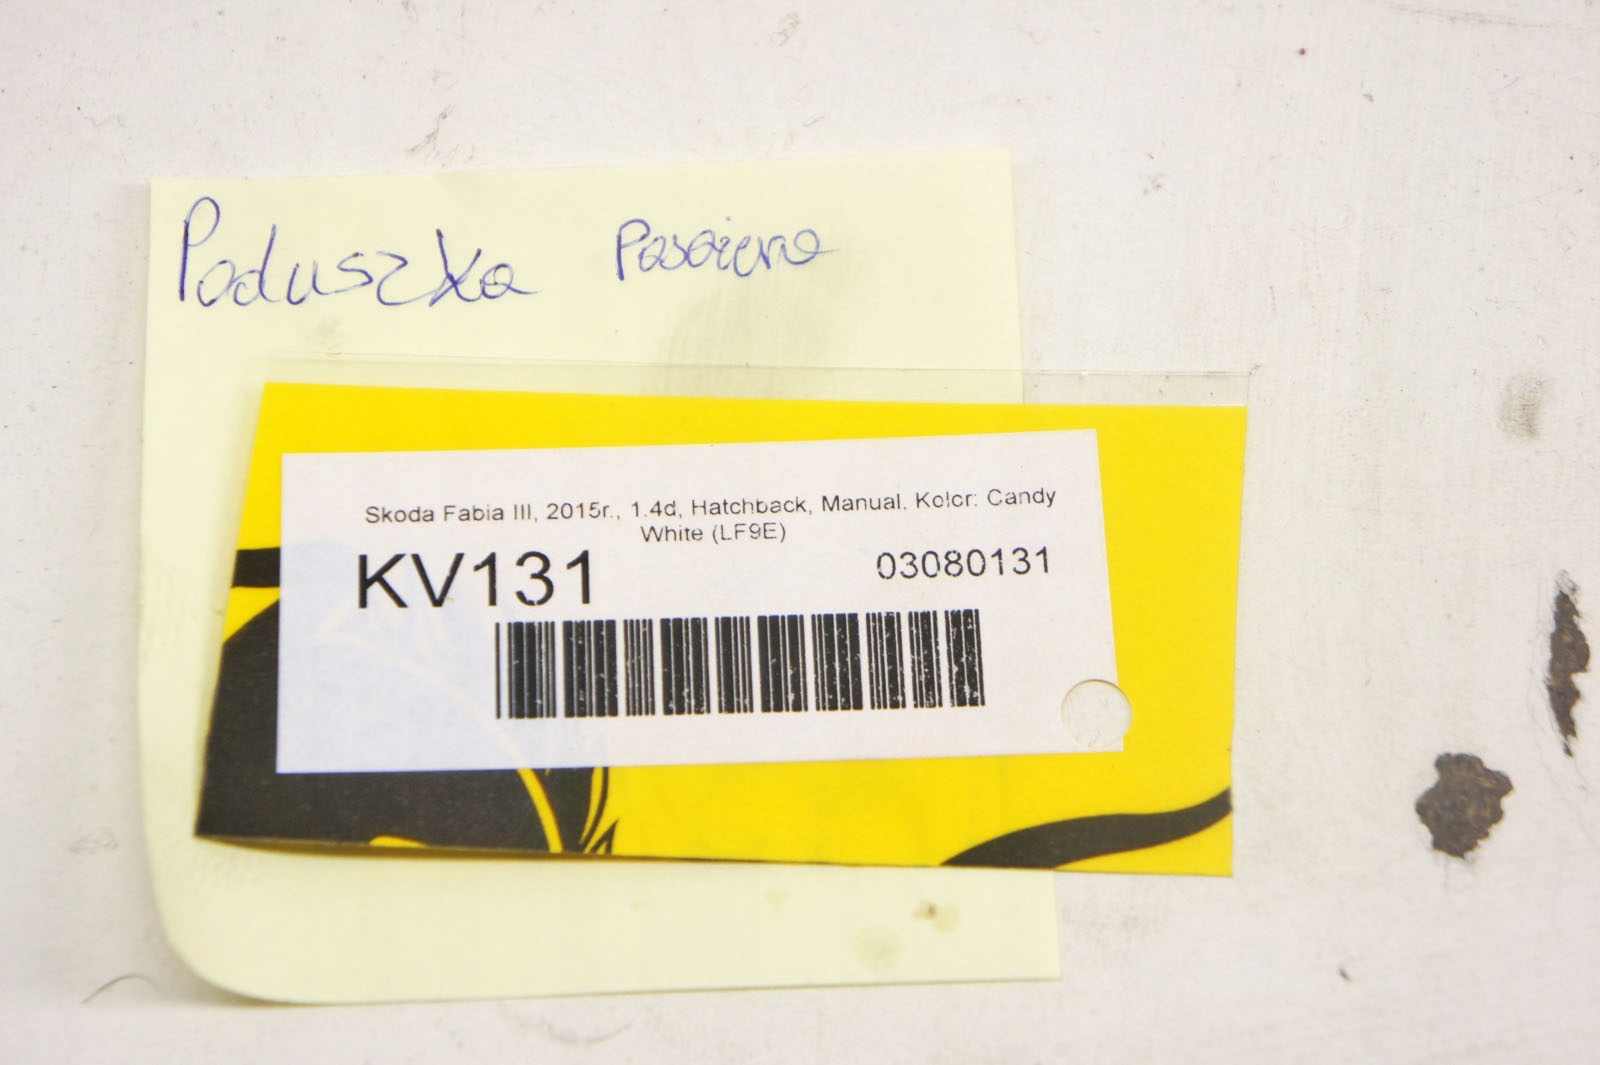 Poduszka Pasażera
Skoda Fabia III, 2015r., 1.4d, Hatchback, Manual, Kolor: Candy
White (LF9E)
KV131 03080131